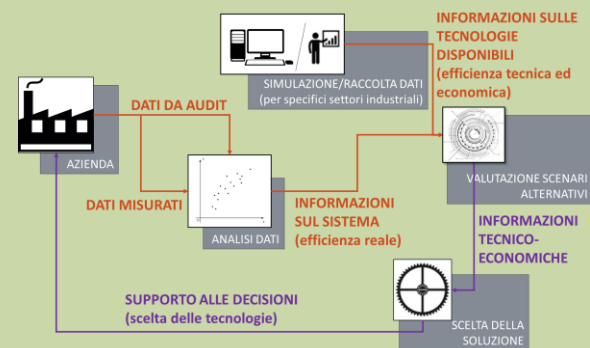 INFORMAZIONI SULLE
TECNOLOGIE
DISPONIBILI
(efficienza tecnica ed
economica)
SIMULAZIONE/RACCOLTA DATI
(per specifici settori industriali)
DATI DA AUDIT
AZIENDA
DATI MISURATI
ANALISI DATI
INFORMAZIONI
SUL SISTEMA
(efficienza reale)
VALUTAZIONE SCENARI
ALTERNATIVI
INFORMAZIONI
TECNICO-
ECONOMICHE
SUPPORTO ALLE DECISIONI
(scelta delle tecnologie)
SCELTA DELLA
SOLUZIONE